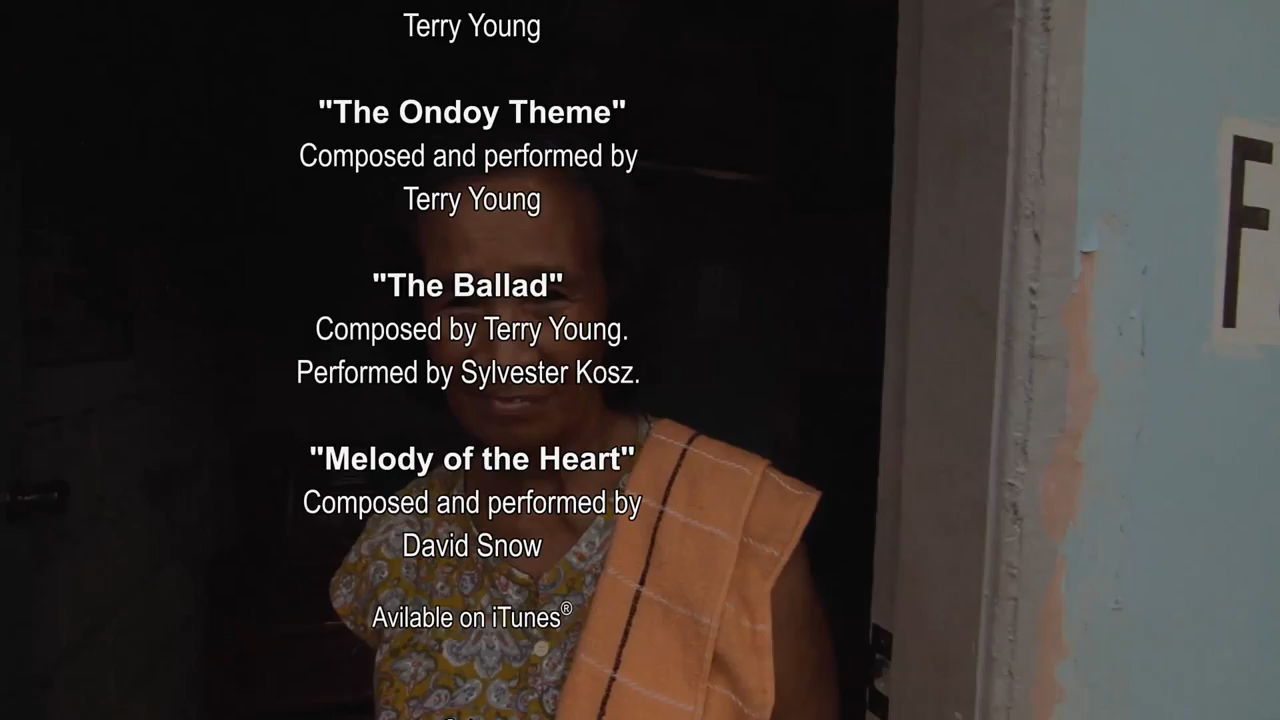 Terry Young
"The Ondoy Theme"
Composed and performed by
Terry Young
"The Ballad"
Composed by Terry Young.
Performed by Sylvester Kosz.
"Melody of the Heart"
Composed and performed by
David Snow
Avilable on iTunes®
F